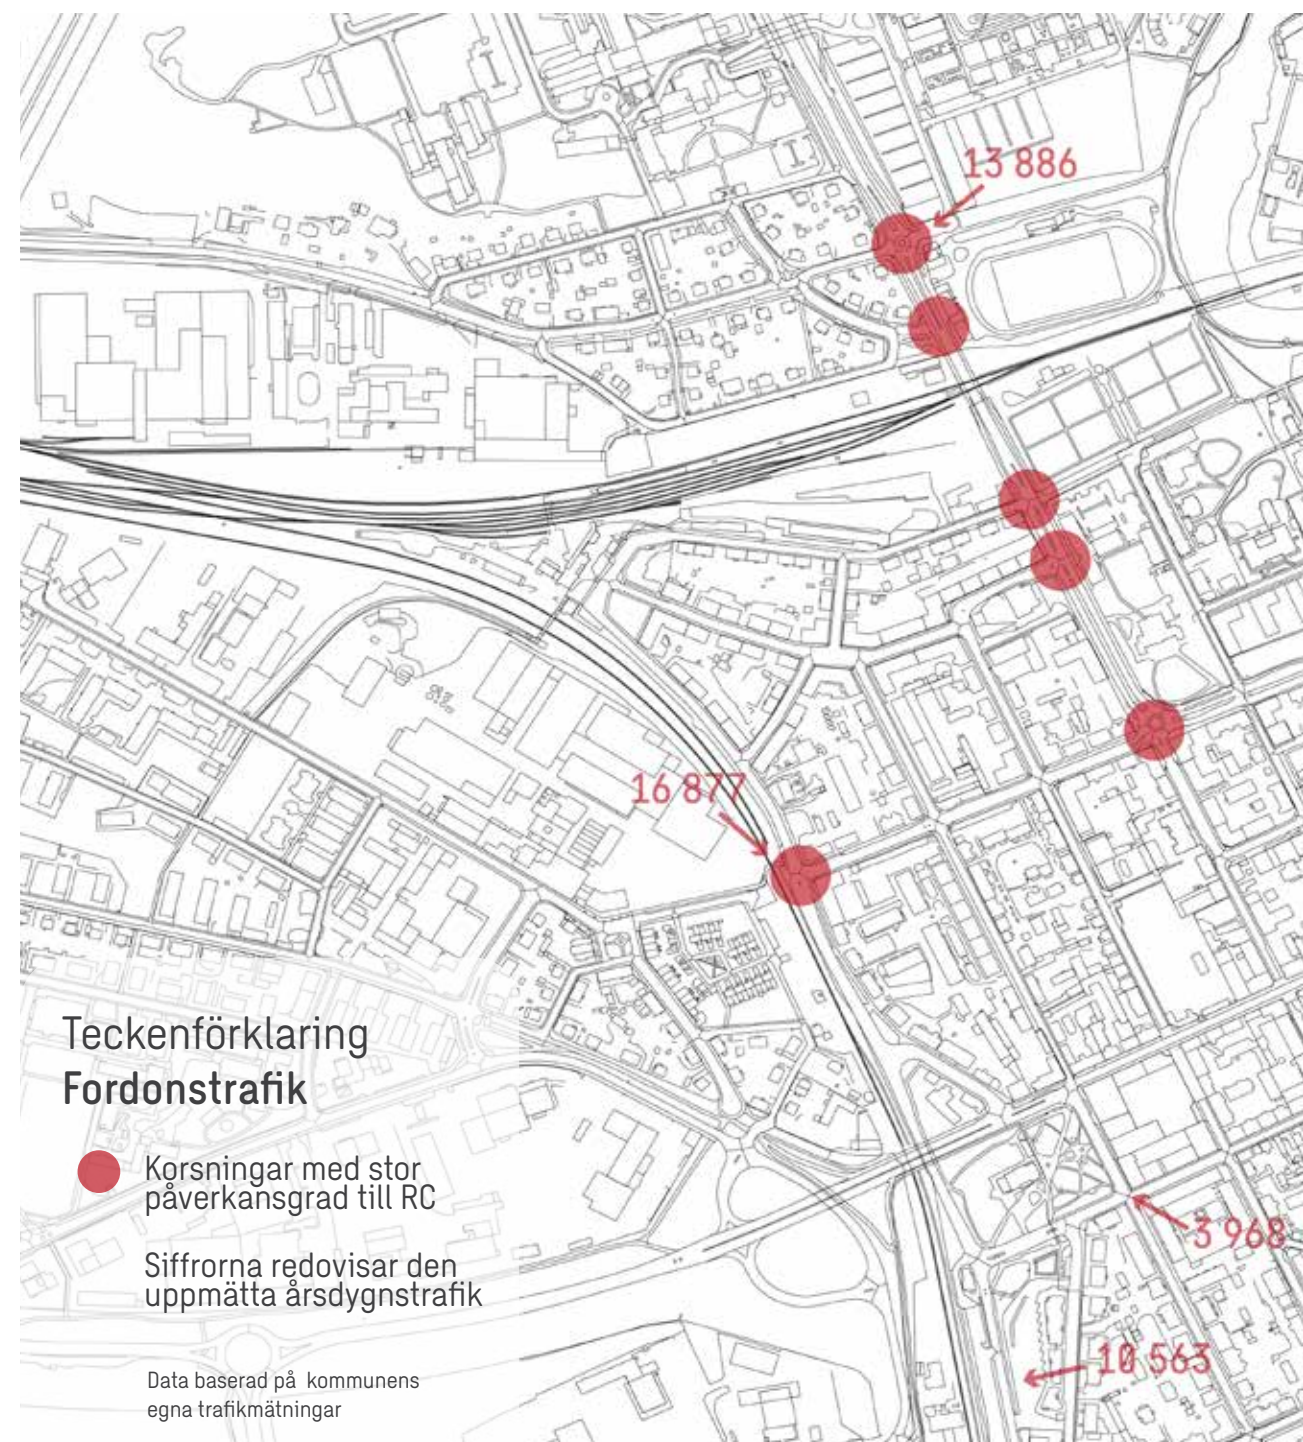 13 886
16 877
Teckenförklaring
Fordonstrafik
Korsningar med stor
påverkansgrad till RC
3 968
Siffrorna redovisar den
uppmätta årsdygnstrafik
10 563
Data baserad på kommunens
egna trafikmätningar